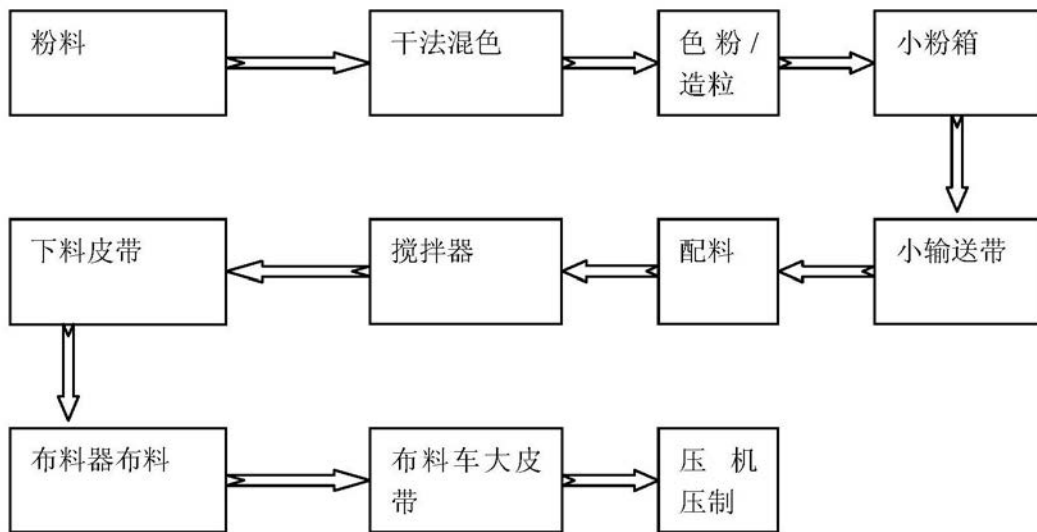 粉料
干法混色
色粉/
造粒
小粉箱
下料皮带
搅拌器
配料
小输送带
布料器布料
布料车大皮
带
压机
压制